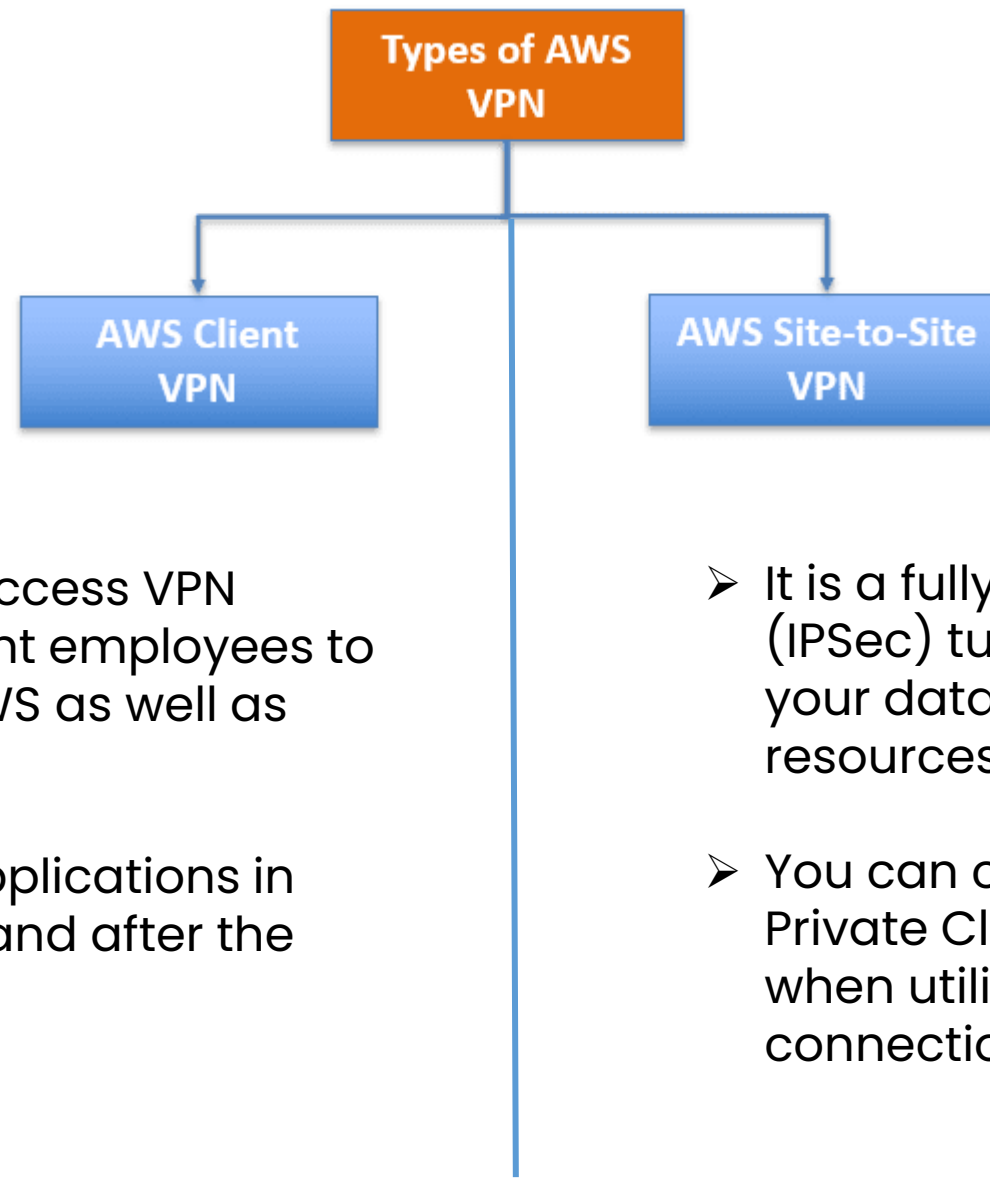 Types of AWS
VPN
AWS Client
VPN
ccess VPN
nt employees to
WS as well as
pplications in
and after the
AWS Site-to-Site
VPN
➢ It is a fully
(IPSec) tu
your data
resources
➢ You can c
Private Cl
when utili
connectio